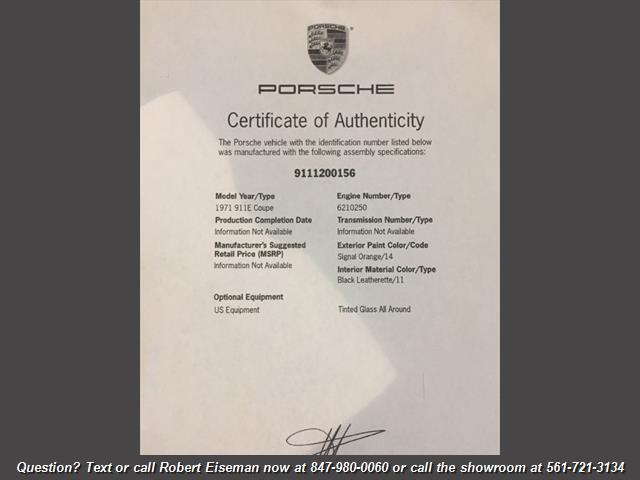 PORSCHE
PORSCHE
Certificate of Authenticity
The Porsche vehicle with the identification number listed below
was manufactured with the following assembly specifications:
9111200156
Model Year/Type
1971 911E Coupe
Production Completion Date
Information Not Available
Manufacturer's Suggested
Retail Price (MSRP)
Information Not Available
Engine Number/Type
6210250
Transmission Number/Type
Information Not Available
Exterior Paint Color/Code
Signal Orange/14
Interior Material Color/Type
Black Leatherette/11
Optional Equipment
US Equipment
Tinted Glass All Around
Question? Text or call Robert Eiseman now at 847-980-0060 or call the showroom at 561-721-3134